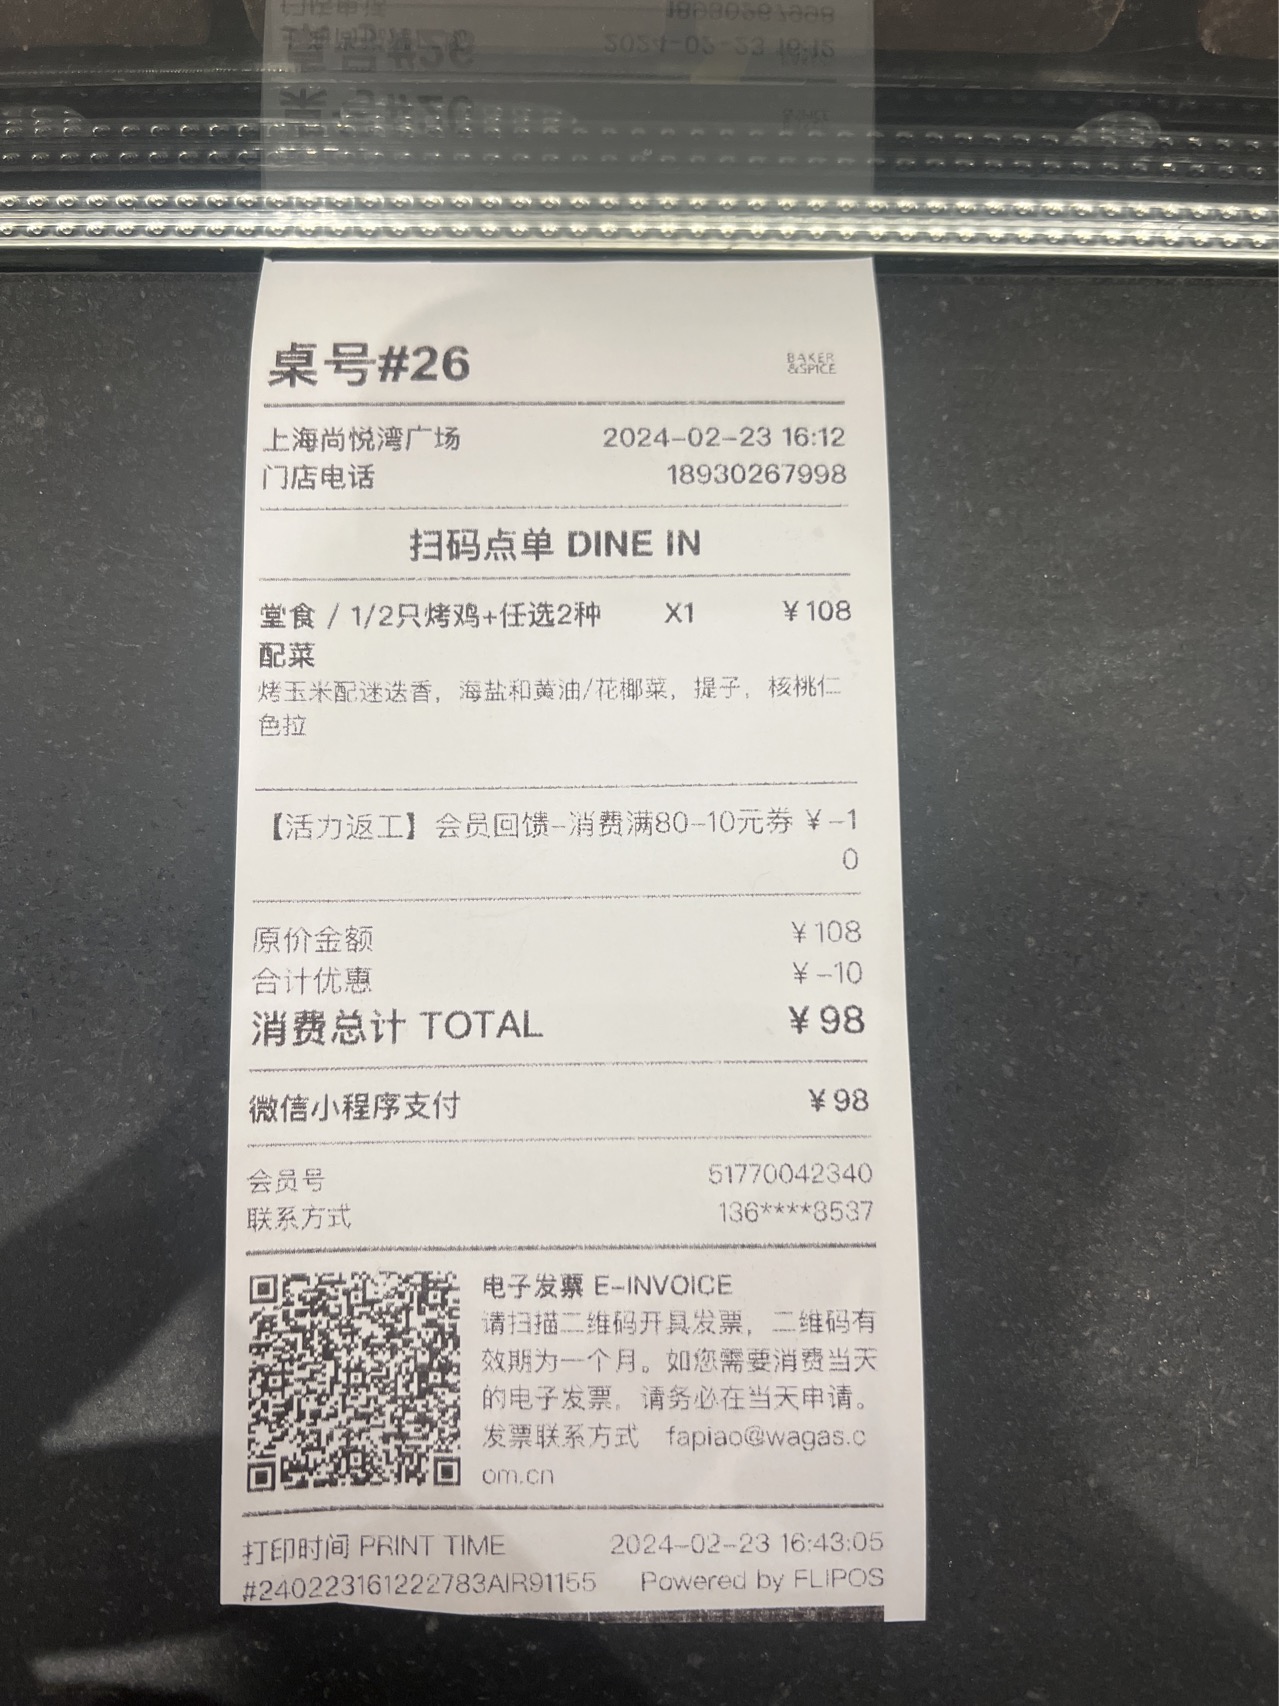 桌号#26
BAKER
&SPICE
上海尚悦湾广场 2024-02-23 16:12
门店电话 18930267998
扫码点单 DINE IN
堂食 / 1/2只烤鸡+任选2种 X1 ¥108
配菜
烤玉米配迷迭香，海盐和黄油/花椰菜，提子，核桃仁
色拉
【活力返工】会员回馈-消费满80-10元券 ¥-1
0
原价金额 ¥108
合计优惠 ¥-10
消费总计 TOTAL ¥98
微信小程序支付 ¥98
会员号 51770042340
联系方式 136****8537
电子发票 E-INVOICE
请扫描二维码开具发票，二维码有
效期为一个月。如您需要消费当天
的电子发票，请务必在当天申请。
发票联系方式 fapiao@wagas.c
om.cn
打印时间 PRINT TIME 2024-02-23 16:43:05
#240223161222783AIR91155 Powered by FLIPOS